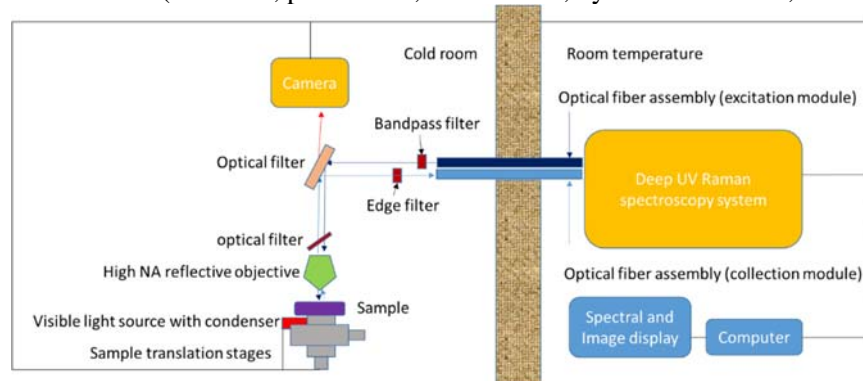 Cold room
Room temperature
Camera
Optical fiber assembly (excitation module)
Bandpass filter
Optical filter
Deep UV Raman
spectroscopy system
Edge filter
optical filter
High NA reflective objective
Optical fiber assembly (collection module)
Sample
Visible light source with condenser
Spectral and
Image display
Computer
Sample translation stages